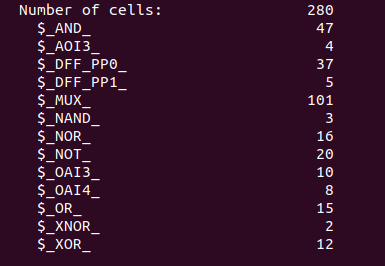 Number of cells: 280
$_AND_ 47
$_AOI3_ 4
$_DFF_PP0_ 37
$_DFF_PP1_ 5
$_MUX_ 101
$_NAND_ 3
$_NOR_ 16
$_NOT_ 20
$_OAI3_ 10
$_OAI4_ 8
$_OR_ 15
$_XNOR_ 2
$_XOR_ 12